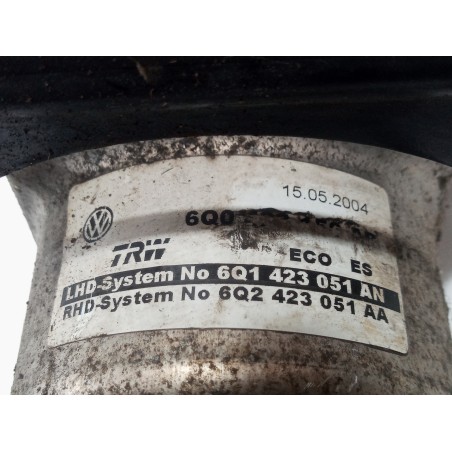 15.05.2004
6Q0
TRW ECO ES
LHD-System No 6Q1 423 051 AN
RHD-System No 6Q2 423 051 AA